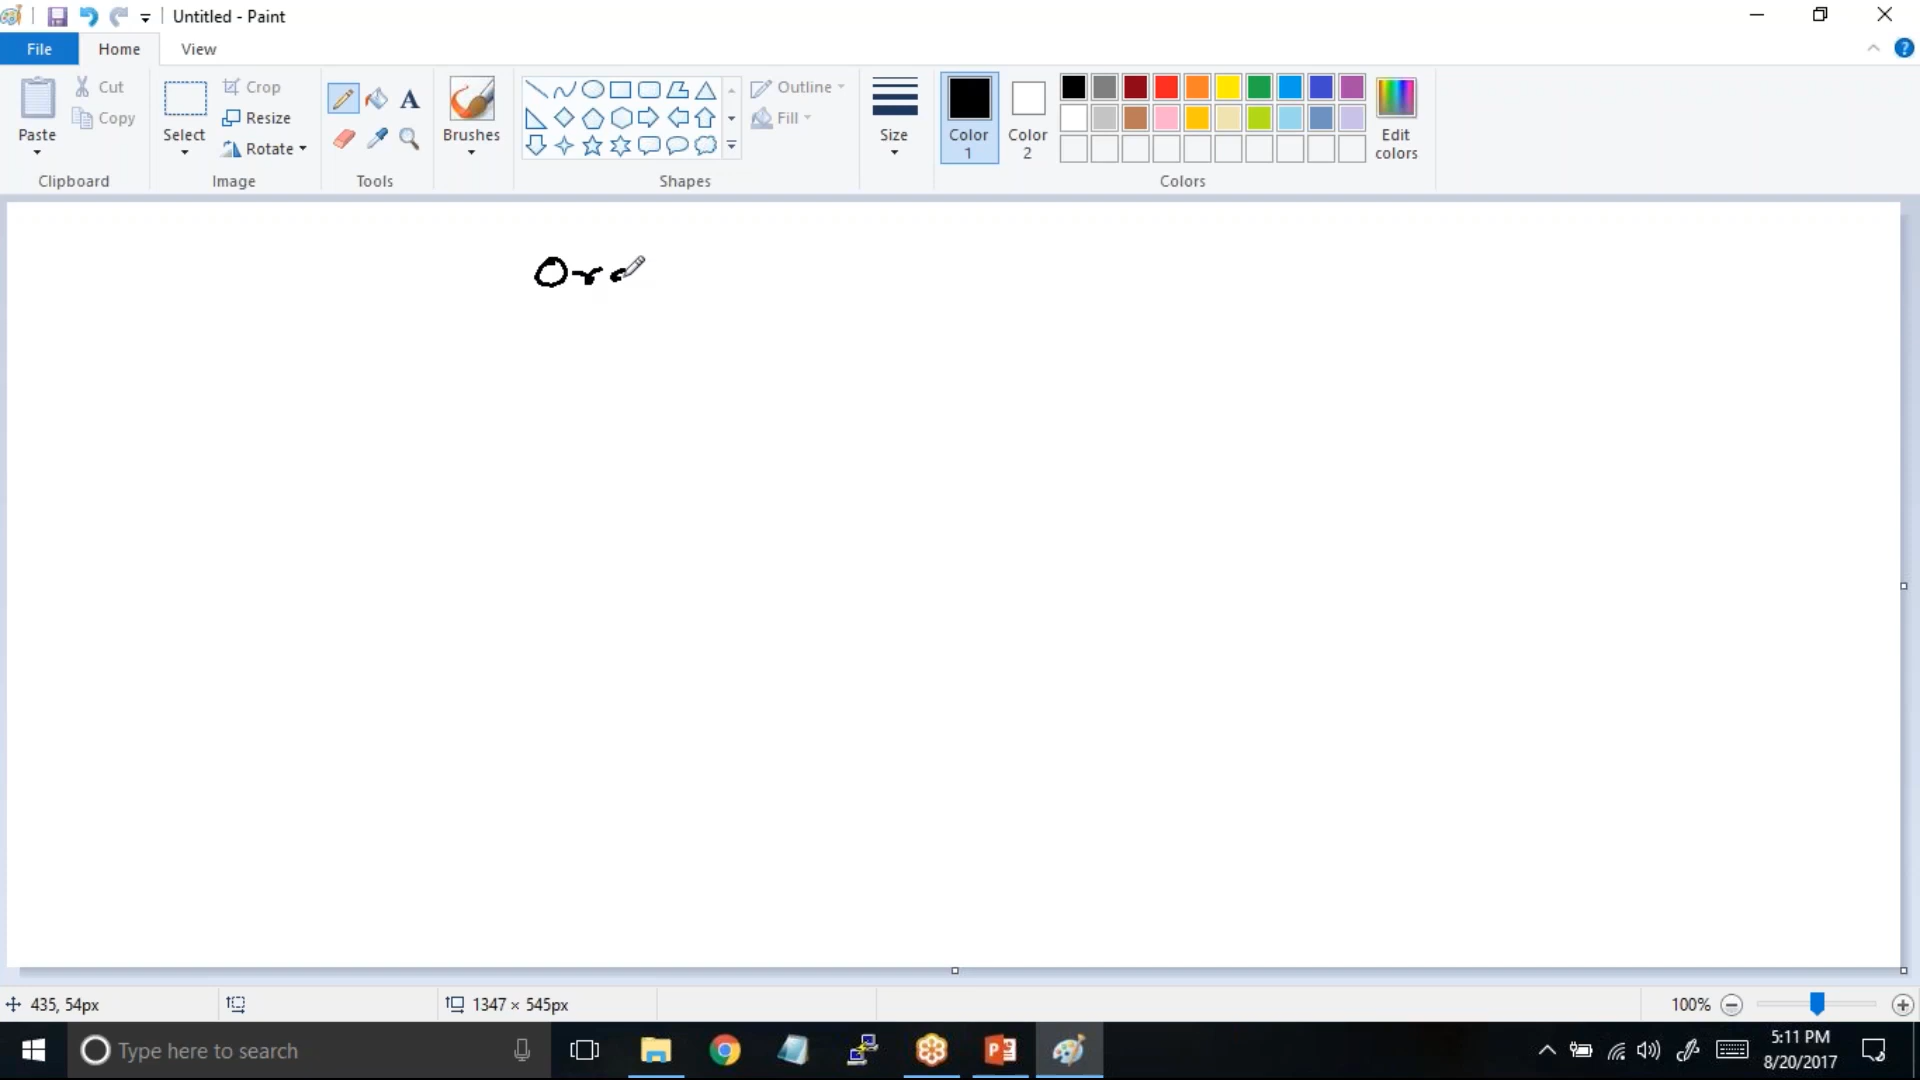 Untitled - Paint
File Home View
Paste Cut Copy Clipboard
Select Crop Resize Rotate Image
Tools
Brushes
Shapes
Outline Fill
Size
Color 1
Color 2
Edit colors
Colors
Or
435, 54px 1347 × 545px 100%
Type here to search 5:11 PM
8/20/2017